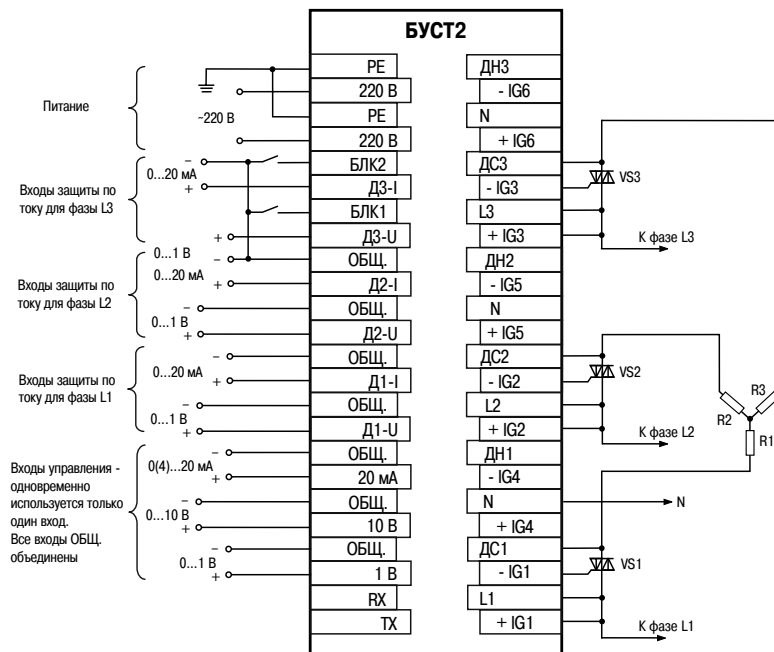 БУСТ2
Питание
~220 В
Входы защиты по
току для фазы L3
−
0...20 мА
+
+
0...1 В
−
Входы защиты по
току для фазы L2
0...20 мА
+
−
0...1 В
+
Входы защиты по
току для фазы L1
−
0...20 мА
+
−
0...1 В
+
Входы управления -
одновременно
используется только
один вход.
Все входы ОБЩ.
объединены
−
0(4)...20 мА
+
−
0...10 В
+
−
0...1 В
+
PE
220 В
PE
220 В
БЛК2
Д3-I
БЛК1
Д3-U
ОБЩ.
Д2-I
ОБЩ.
Д2-U
ОБЩ.
Д1-I
ОБЩ.
Д1-U
ОБЩ.
20 мА
ОБЩ.
10 В
ОБЩ.
1 В
RX
TX
ДН3
- IG6
N
+ IG6
ДС3
- IG3
L3
+ IG3
ДН2
- IG5
N
+ IG5
ДС2
- IG2
L2
+ IG2
ДН1
- IG4
N
+ IG4
ДС1
- IG1
L1
+ IG1
VS3
К фазе L3
VS2
R3
R2
R1
К фазе L2
N
VS1
К фазе L1